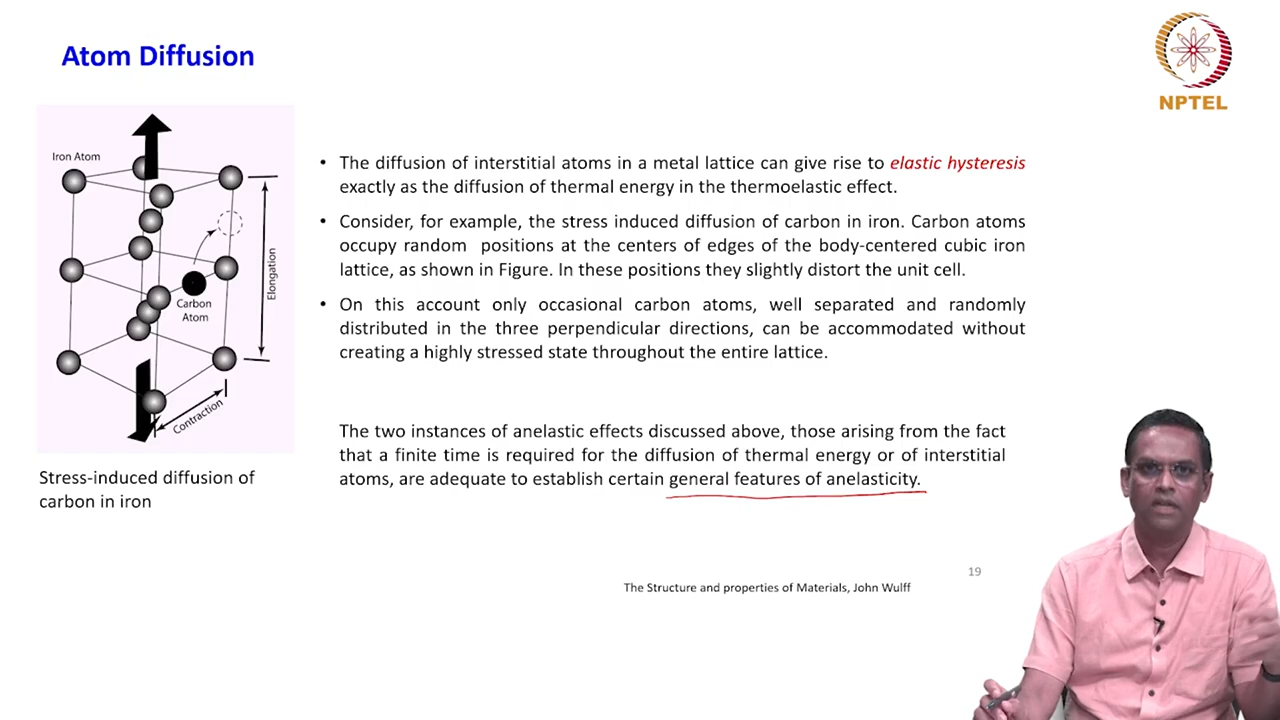 Atom Diffusion
NPTEL
Iron Atom
Carbon
Atom
Elongation
Contraction
Stress-induced diffusion of
carbon in iron
• The diffusion of interstitial atoms in a metal lattice can give rise to elastic hysteresis
exactly as the diffusion of thermal energy in the thermoelastic effect.
• Consider, for example, the stress induced diffusion of carbon in iron. Carbon atoms
occupy random positions at the centers of edges of the body-centered cubic iron
lattice, as shown in Figure. In these positions they slightly distort the unit cell.
• On this account only occasional carbon atoms, well separated and randomly
distributed in the three perpendicular directions, can be accommodated without
creating a highly stressed state throughout the entire lattice.
The two instances of anelastic effects discussed above, those arising from the fact
that a finite time is required for the diffusion of thermal energy or of interstitial
atoms, are adequate to establish certain general features of anelasticity.
19
The Structure and properties of Materials, John Wulff